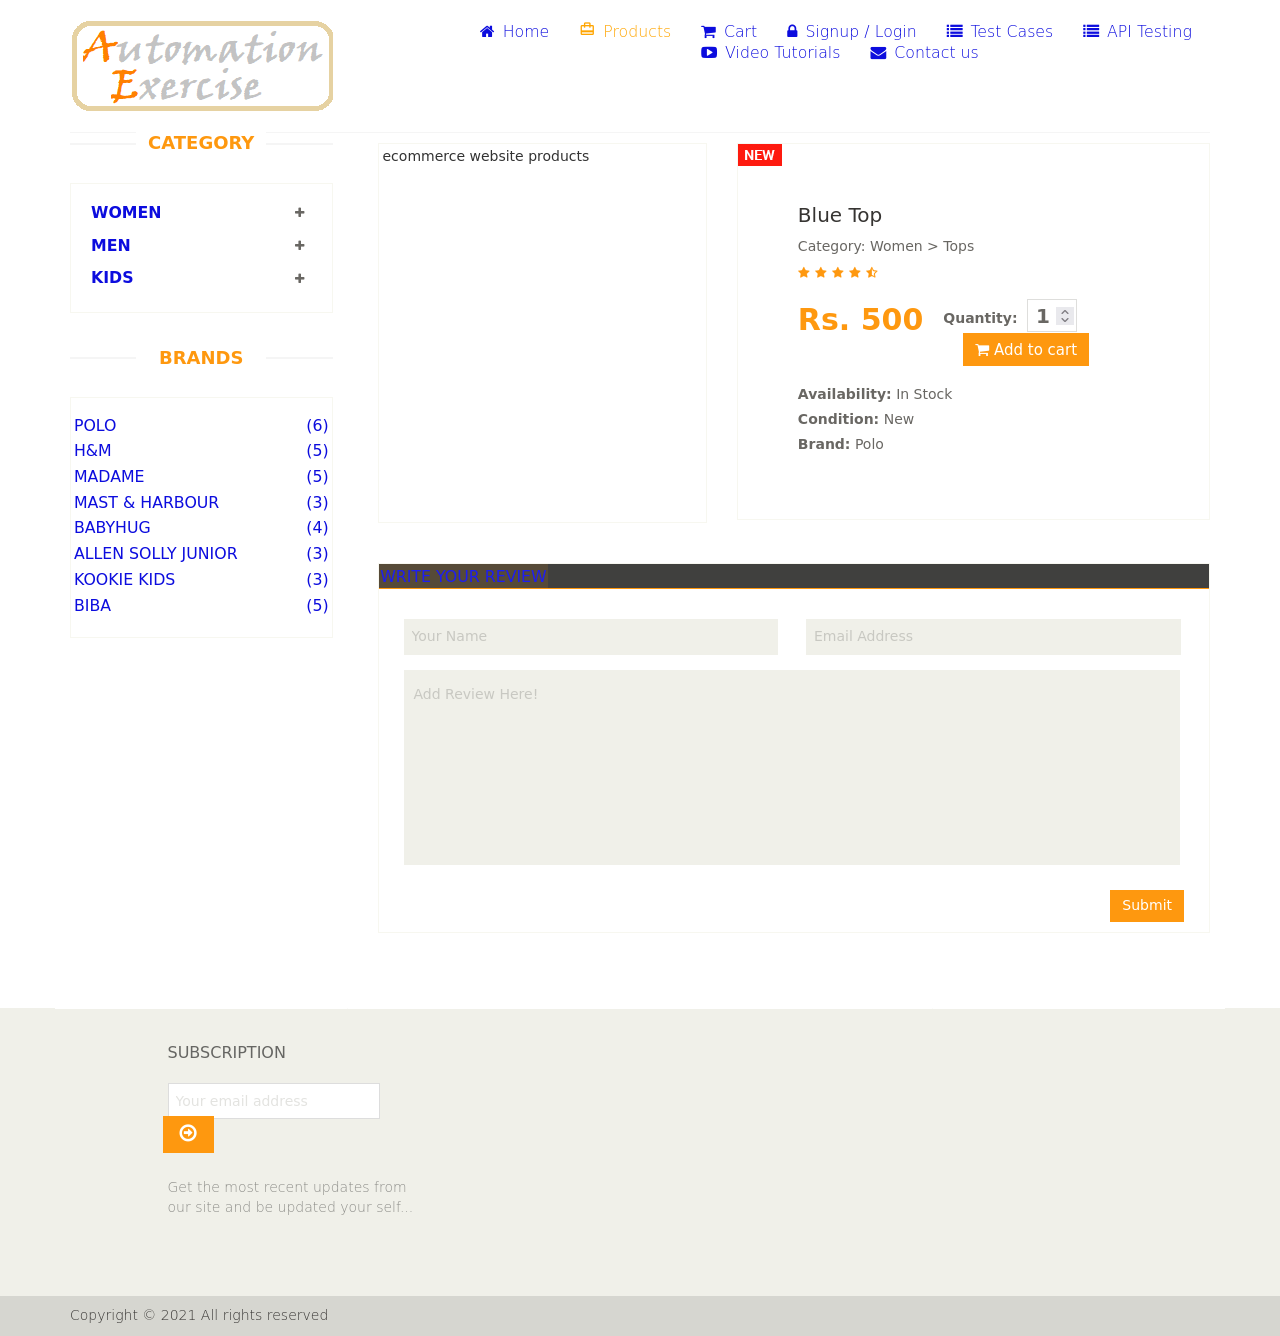 Automation
Exercise
Home
Products
Cart
Signup / Login
Test Cases
API Testing
Video Tutorials
Contact us
CATEGORY
WOMEN
MEN
KIDS
BRANDS
POLO (6)
H&M (5)
MADAME (5)
MAST & HARBOUR (3)
BABYHUG (4)
ALLEN SOLLY JUNIOR (3)
KOOKIE KIDS (3)
BIBA (5)
ecommerce website products
NEW
Blue Top
Category: Women > Tops
Rs. 500 Quantity: 1
Add to cart
Availability: In Stock
Condition: New
Brand: Polo
WRITE YOUR REVIEW
Your Name
Email Address
Add Review Here!
Submit
SUBSCRIPTION
Your email address
Get the most recent updates from
our site and be updated your self...
Copyright © 2021 All rights reserved